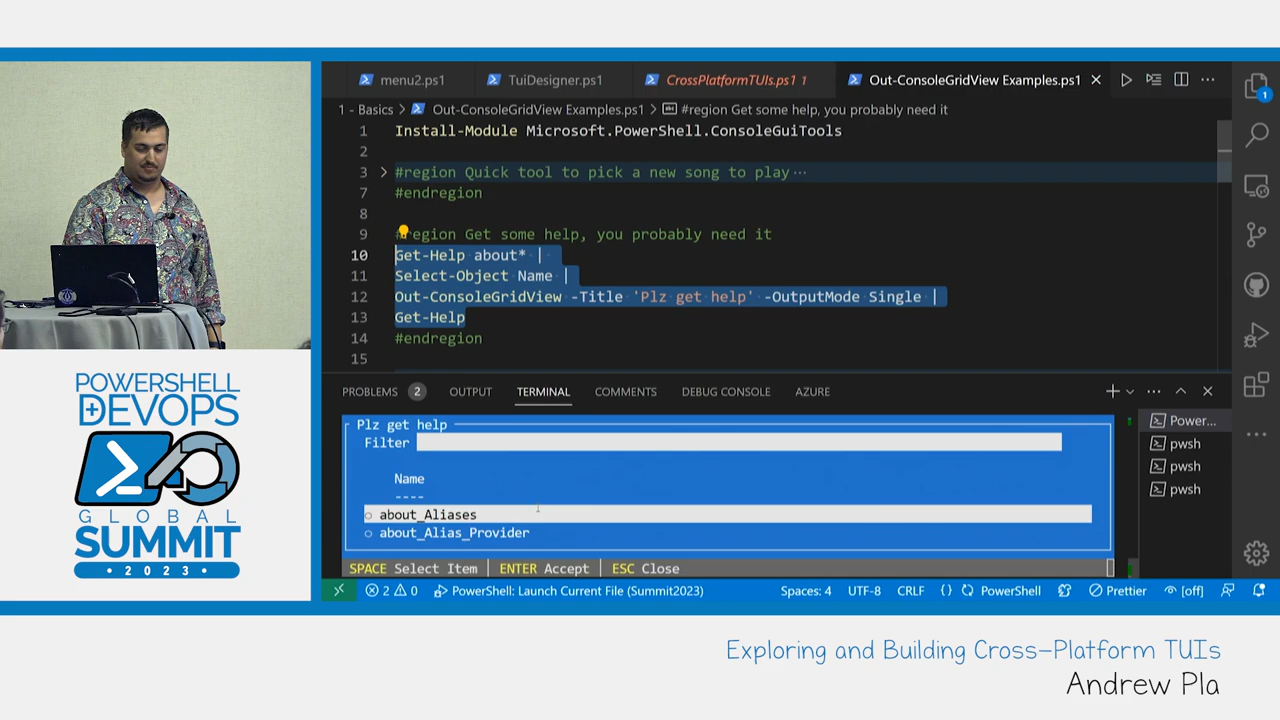 menu2.ps1
TuiDesigner.ps1
CrossPlatformTUIs.ps1 1
Out-ConsoleGridView Examples.ps1
1 - Basics > Out-ConsoleGridView Examples.ps1 > #region Get some help, you probably need it
1 Install-Module Microsoft.PowerShell.ConsoleGuiTools
2
3 #region Quick tool to pick a new song to play ...
7 #endregion
8
9 #region Get some help, you probably need it
10 Get-Help about* |
11 Select-Object Name |
12 Out-ConsoleGridView -Title 'Plz get help' -OutputMode Single |
13 Get-Help
14 #endregion
15
1
PROBLEMS 2 OUTPUT TERMINAL COMMENTS DEBUG CONSOLE AZURE
Plz get help
Filter
Name
----
about_Aliases
about_Alias_Provider
SPACE Select Item | ENTER Accept | ESC Close
Power...
pwsh
pwsh
pwsh
2 0 PowerShell: Launch Current File (Summit2023) Spaces: 4 UTF-8 CRLF {} PowerShell Prettier [off]
POWERSHELL
+DEVOPS
GLOBAL
SUMMIT
• 2023 •
Exploring and Building Cross-Platform TUIs
Andrew Pla